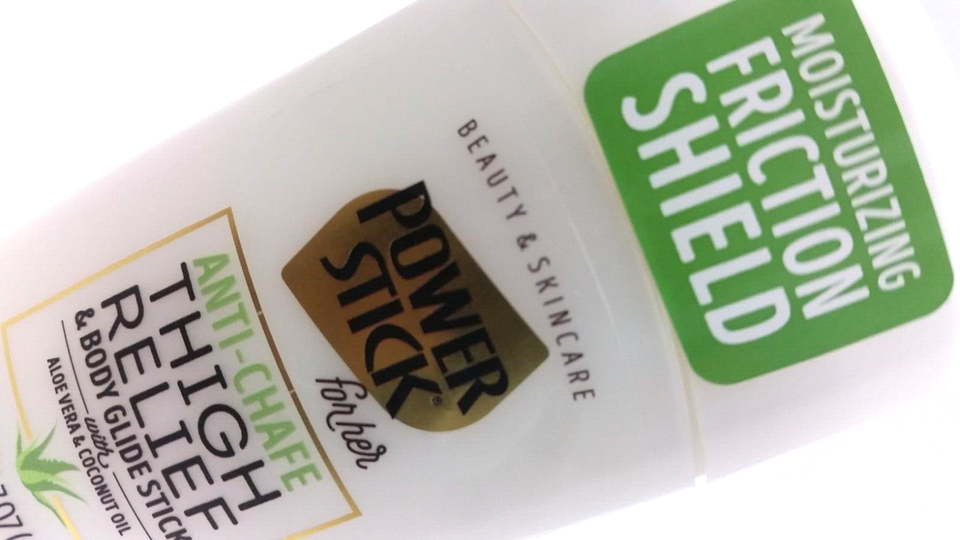 MOISTURIZING
FRICTION
SHIELD
BEAUTY & SKINCARE
POWER
STICK®
for her
ANTI-CHAFE
THIGH
RELIEF
& BODY GLIDE STICK
with
ALOE VERA & COCONUT OIL